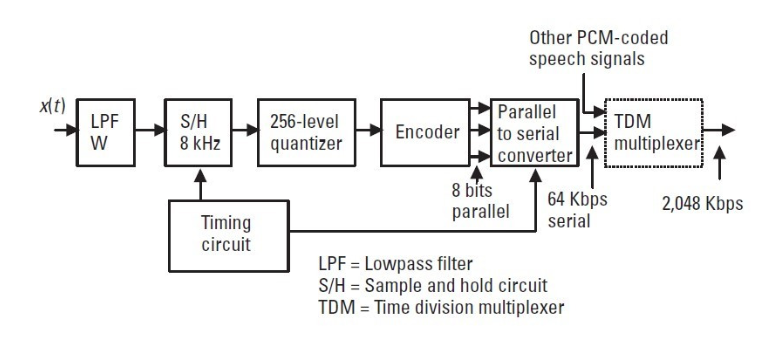 Other PCM-coded
speech signals
x(t)
LPF
W
S/H
8 kHz
256-level
quantizer
Encoder
Parallel
to serial
converter
TDM
multiplexer
8 bits
parallel
64 Kbps
serial
2,048 Kbps
Timing
circuit
LPF = Lowpass filter
S/H = Sample and hold circuit
TDM = Time division multiplexer